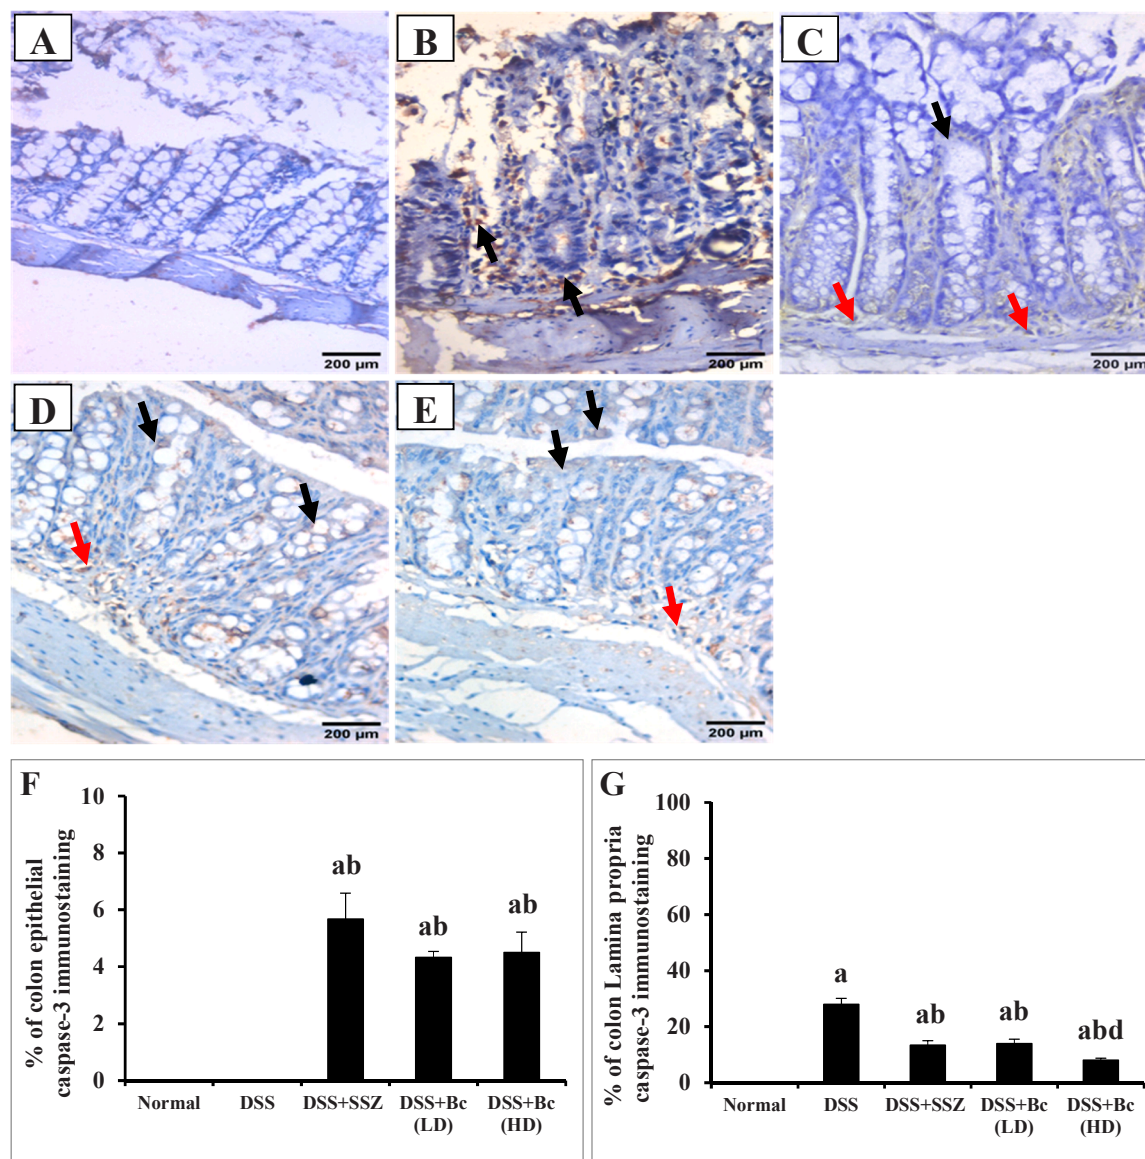 A
B
C
200 μm
200 μm
200 μm
D
E
200 μm
200 μm
F
% of colon epithelial
caspase-3 immunostaining
10
8
6
4
2
0
ab
ab
ab
Normal
DSS
DSS+SSZ
DSS+Bc
(LD)
DSS+Bc
(HD)
G
% of colon Lamina propria
caspase-3 immunostaining
100
80
60
40
20
0
a
ab
ab
abd
Normal
DSS
DSS+SSZ
DSS+Bc
(LD)
DSS+Bc
(HD)